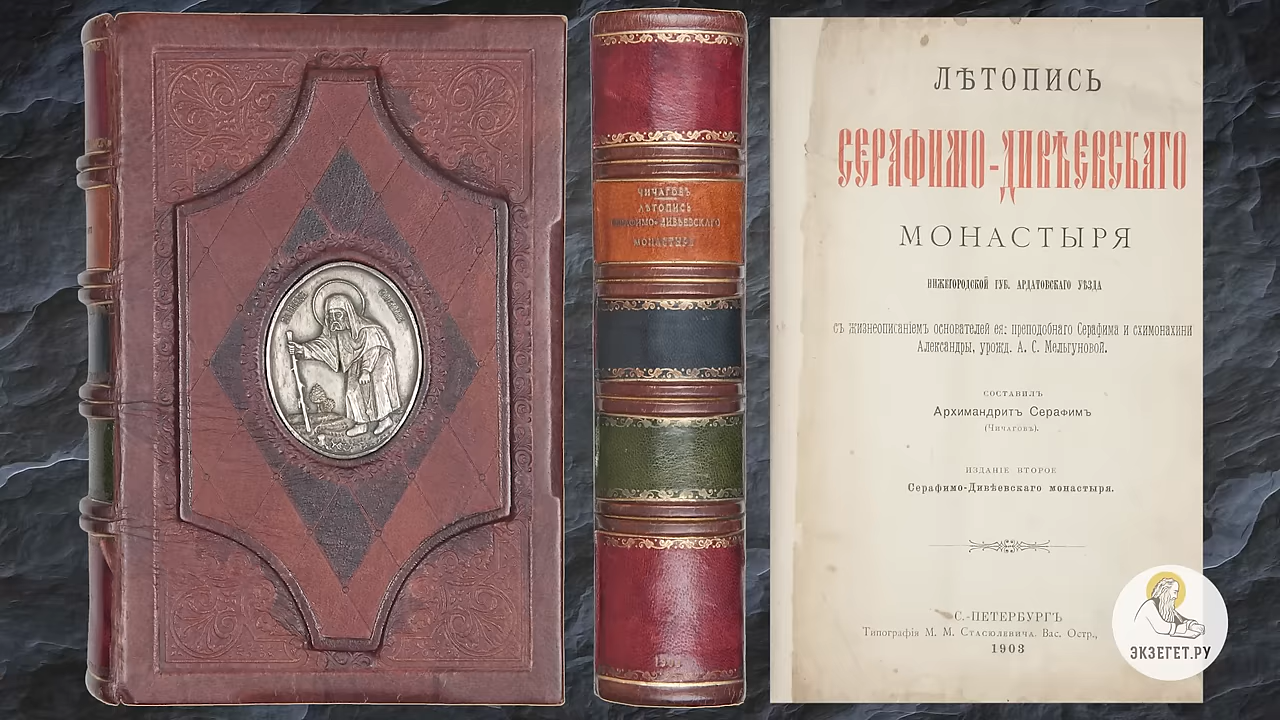 ЧИЧАГОВЪ
ЛѢТОПИСЬ
СЕРАФИМО-ДИВѢЕВСКАГО
МОНАСТЫРЯ
ЛѢТОПИСЬ
СЕРАФИМО-ДИВѢЕВСКАГО
МОНАСТЫРЯ
НИЖЕГОРОДСКОЙ ГУБ. АРДАТОВСКАГО УѢЗДА
съ жизнеописаніемъ основателей ея: преподобнаго Серафима и схимонахини
Александры, урожд. А. С. Мельгуновой.
СОСТАВИЛЪ
Архимандритъ Серафимъ
(Чичаговъ).
ИЗДАНІЕ ВТОРОЕ
Серафимо-Дивѣевскаго монастыря.
С.-ПЕТЕРБУРГЪ
Типографія М. М. Стасюлевича. Вас. Остр.,
1903
ЭКЗЕГЕТ.РУ